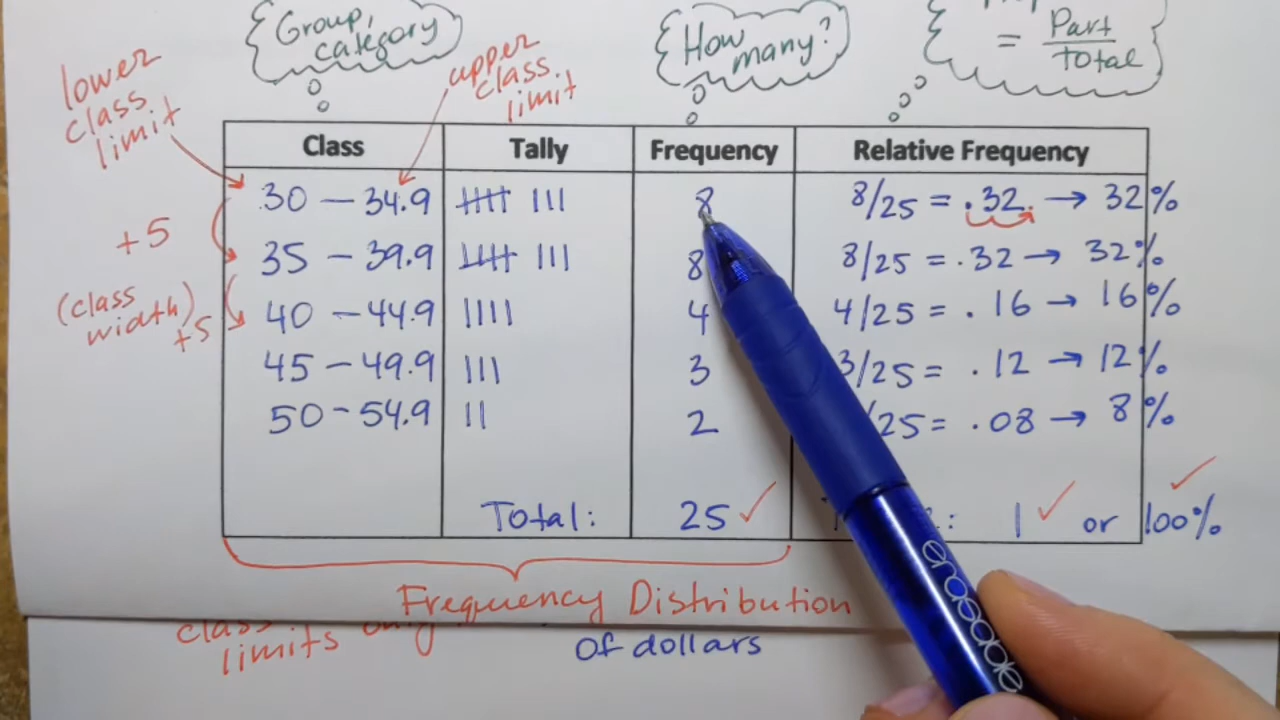 Group,
category
How
many?
= Part
Total
lower
class
limit
upper
class
limit
Class Tally Frequency Relative Frequency
30 — 34.9 8 8/25 = .32. → 32%
35 – 39.9 8 8/25 = .32 → 32%
40 – 44.9 4 4/25 = .16 → 16%
45 – 49.9 3 3/25 = .12 → 12%
50 – 54.9 2 /25 = .08 → 8%
+5
(class
width)
+5
Total: 25 ✓ 1 ✓ or 100% ✓
Frequency Distribution
class
limits only
of dollars
erasable